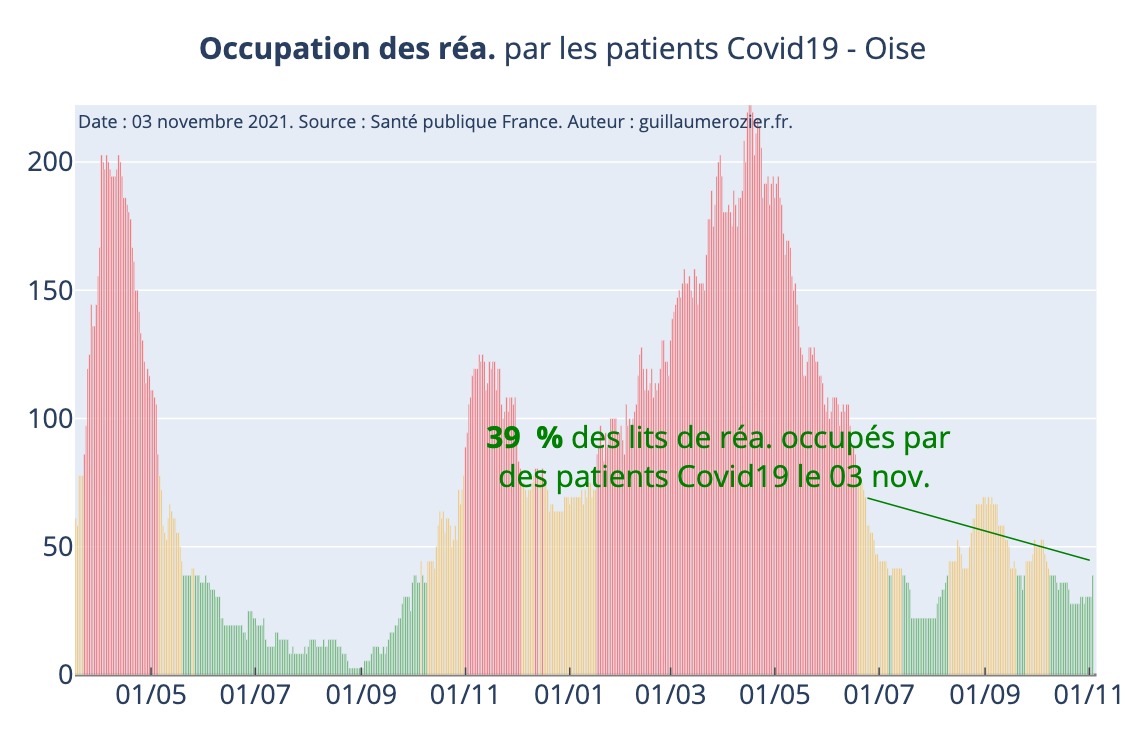 Occupation des réa. par les patients Covid19 - Oise
Date : 03 novembre 2021. Source : Santé publique France. Auteur : guillaumerozier.fr.
200
150
100
39 % des lits de réa. occupés par
des patients Covid19 le 03 nov.
50
0
01/05 01/07 01/09 01/11 01/01 01/03 01/05 01/07 01/09 01/11